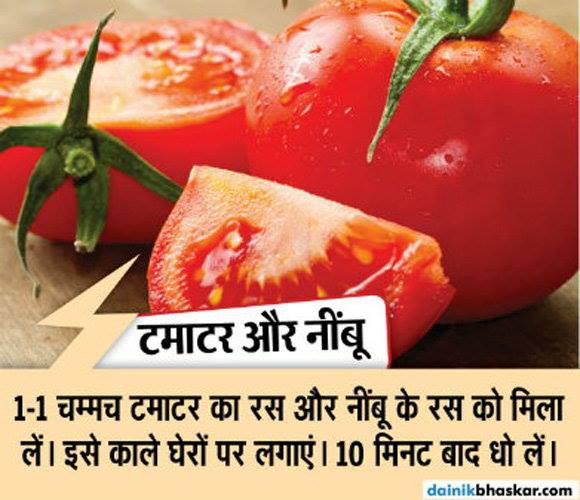 टमाटर और नींबू
1-1 चम्मच टमाटर का रस और नींबू के रस को मिला
लें। इसे काले घेरों पर लगाएं। 10 मिनट बाद धो लें।
dainikbhaskar.com